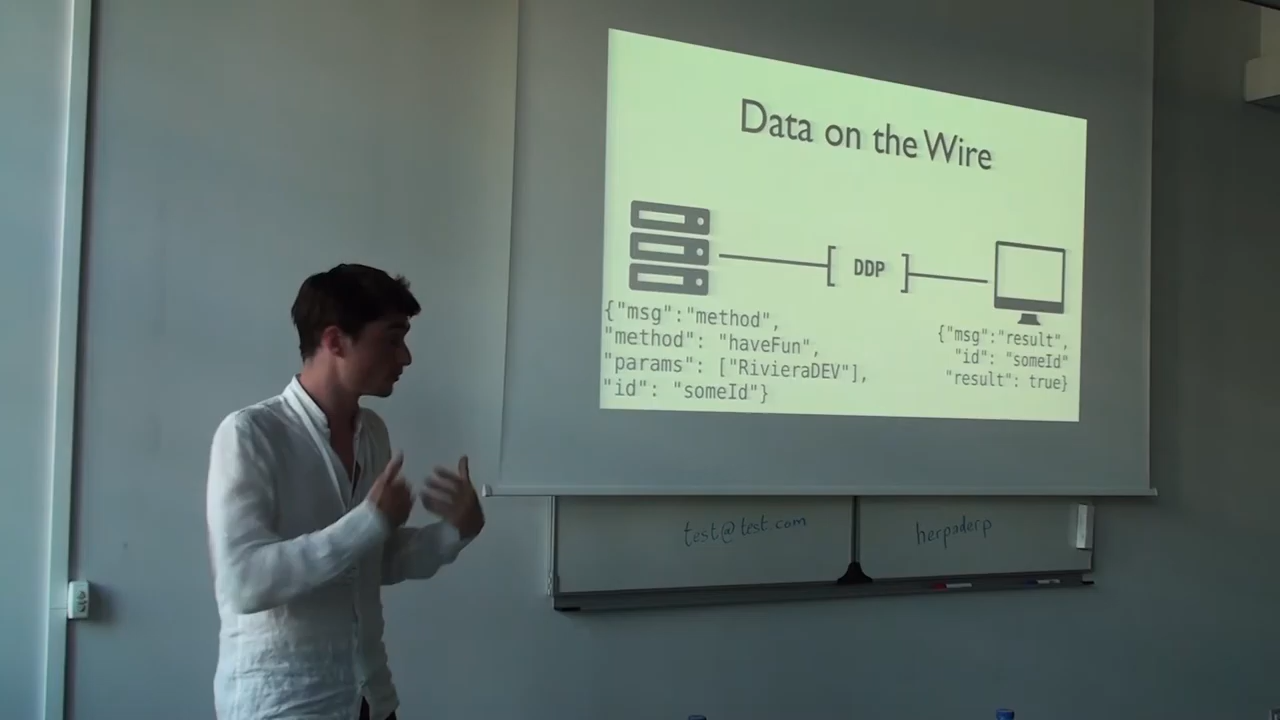 Data on the Wire
DDP
{"msg":"method",
"method": "haveFun",
"params": ["RivieraDEV"],
"id": "someId"}
{"msg":"result",
"id": "someId"
"result": true}
test@test.com
herpaderp